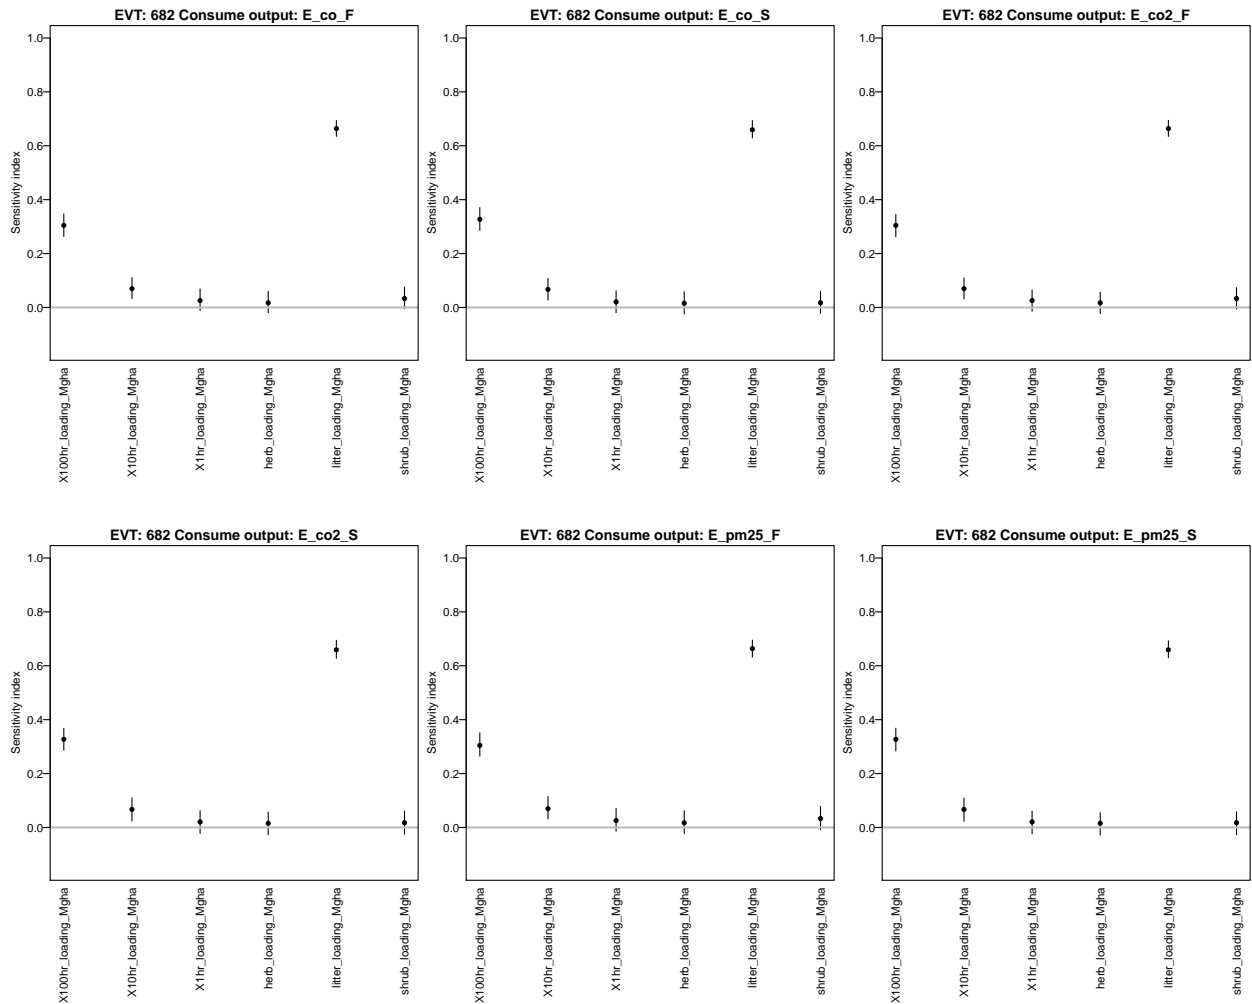 EVT: 682 Consume output: E_co_F
1.0
0.8
0.6
0.4
0.2
0.0
Sensitivity index
X100hr_loading_Mgha
X10hr_loading_Mgha
X1hr_loading_Mgha
herb_loading_Mgha
litter_loading_Mgha
shrub_loading_Mgha
EVT: 682 Consume output: E_co_S
1.0
0.8
0.6
0.4
0.2
0.0
Sensitivity index
X100hr_loading_Mgha
X10hr_loading_Mgha
X1hr_loading_Mgha
herb_loading_Mgha
litter_loading_Mgha
shrub_loading_Mgha
EVT: 682 Consume output: E_co2_F
1.0
0.8
0.6
0.4
0.2
0.0
Sensitivity index
X100hr_loading_Mgha
X10hr_loading_Mgha
X1hr_loading_Mgha
herb_loading_Mgha
litter_loading_Mgha
shrub_loading_Mgha
EVT: 682 Consume output: E_co2_S
1.0
0.8
0.6
0.4
0.2
0.0
Sensitivity index
X100hr_loading_Mgha
X10hr_loading_Mgha
X1hr_loading_Mgha
herb_loading_Mgha
litter_loading_Mgha
shrub_loading_Mgha
EVT: 682 Consume output: E_pm25_F
1.0
0.8
0.6
0.4
0.2
0.0
Sensitivity index
X100hr_loading_Mgha
X10hr_loading_Mgha
X1hr_loading_Mgha
herb_loading_Mgha
litter_loading_Mgha
shrub_loading_Mgha
EVT: 682 Consume output: E_pm25_S
1.0
0.8
0.6
0.4
0.2
0.0
Sensitivity index
X100hr_loading_Mgha
X10hr_loading_Mgha
X1hr_loading_Mgha
herb_loading_Mgha
litter_loading_Mgha
shrub_loading_Mgha